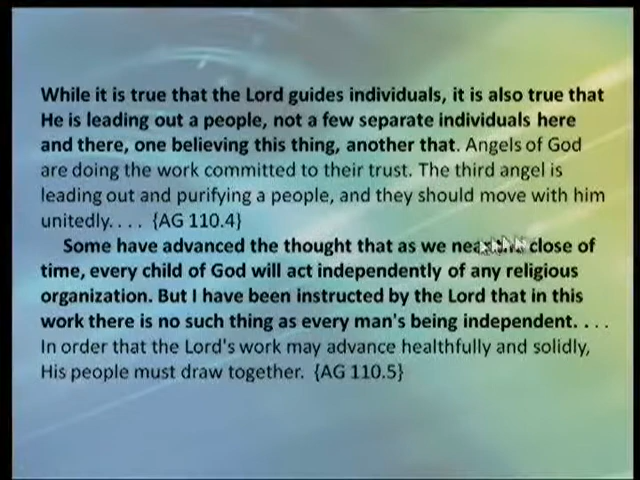 While it is true that the Lord guides individuals, it is also true that
He is leading out a people, not a few separate individuals here
and there, one believing this thing, another that. Angels of God
are doing the work committed to their trust. The third angel is
leading out and purifying a people, and they should move with him
unitedly. . . . {AG 110.4}
Some have advanced the thought that as we near the close of
time, every child of God will act independently of any religious
organization. But I have been instructed by the Lord that in this
work there is no such thing as every man's being independent. . . .
In order that the Lord's work may advance healthfully and solidly,
His people must draw together. {AG 110.5}